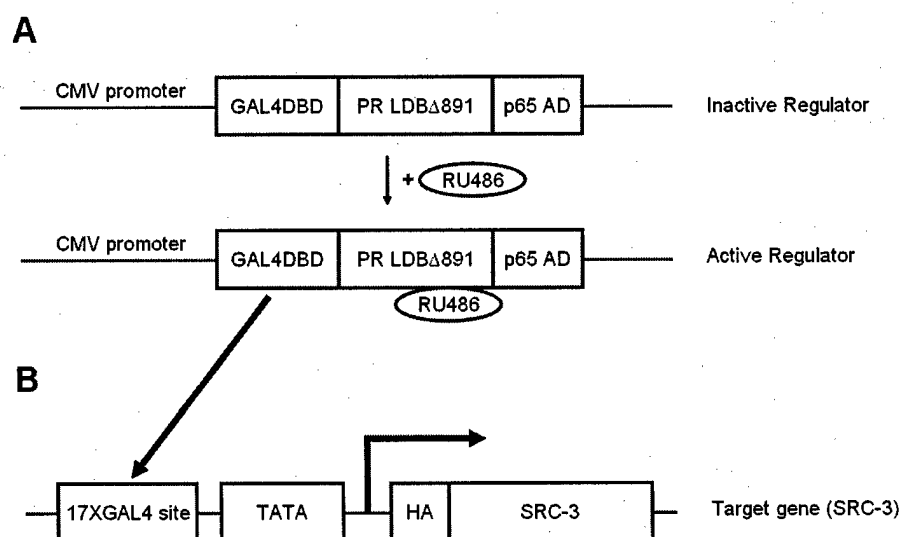 A
CMV promoter
GAL4DBD
PR LDBΔ891
p65 AD
Inactive Regulator
+
RU486
CMV promoter
GAL4DBD
PR LDBΔ891
p65 AD
Active Regulator
RU486
B
17XGAL4 site
TATA
HA
SRC-3
Target gene (SRC-3)